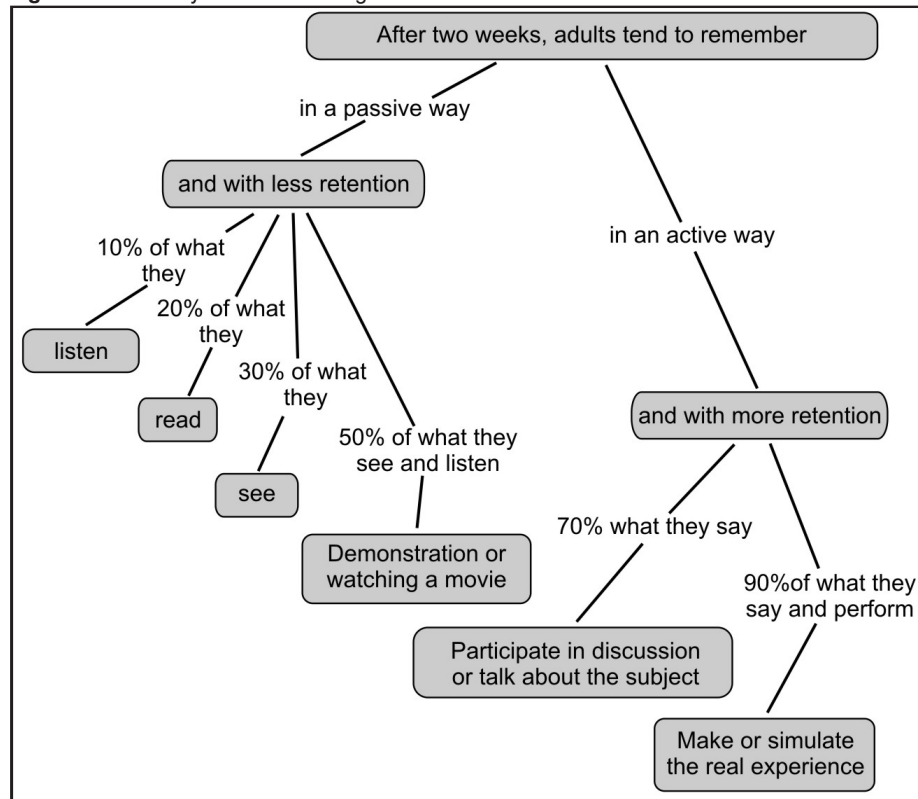 After two weeks, adults tend to remember
in a passive way
and with less retention
10% of what
they
listen
20% of what
they
read
30% of what
they
see
50% of what they
see and listen
Demonstration or
watching a movie
in an active way
and with more retention
70% what they say
Participate in discussion
or talk about the subject
90%of what they
say and perform
Make or simulate
the real experience